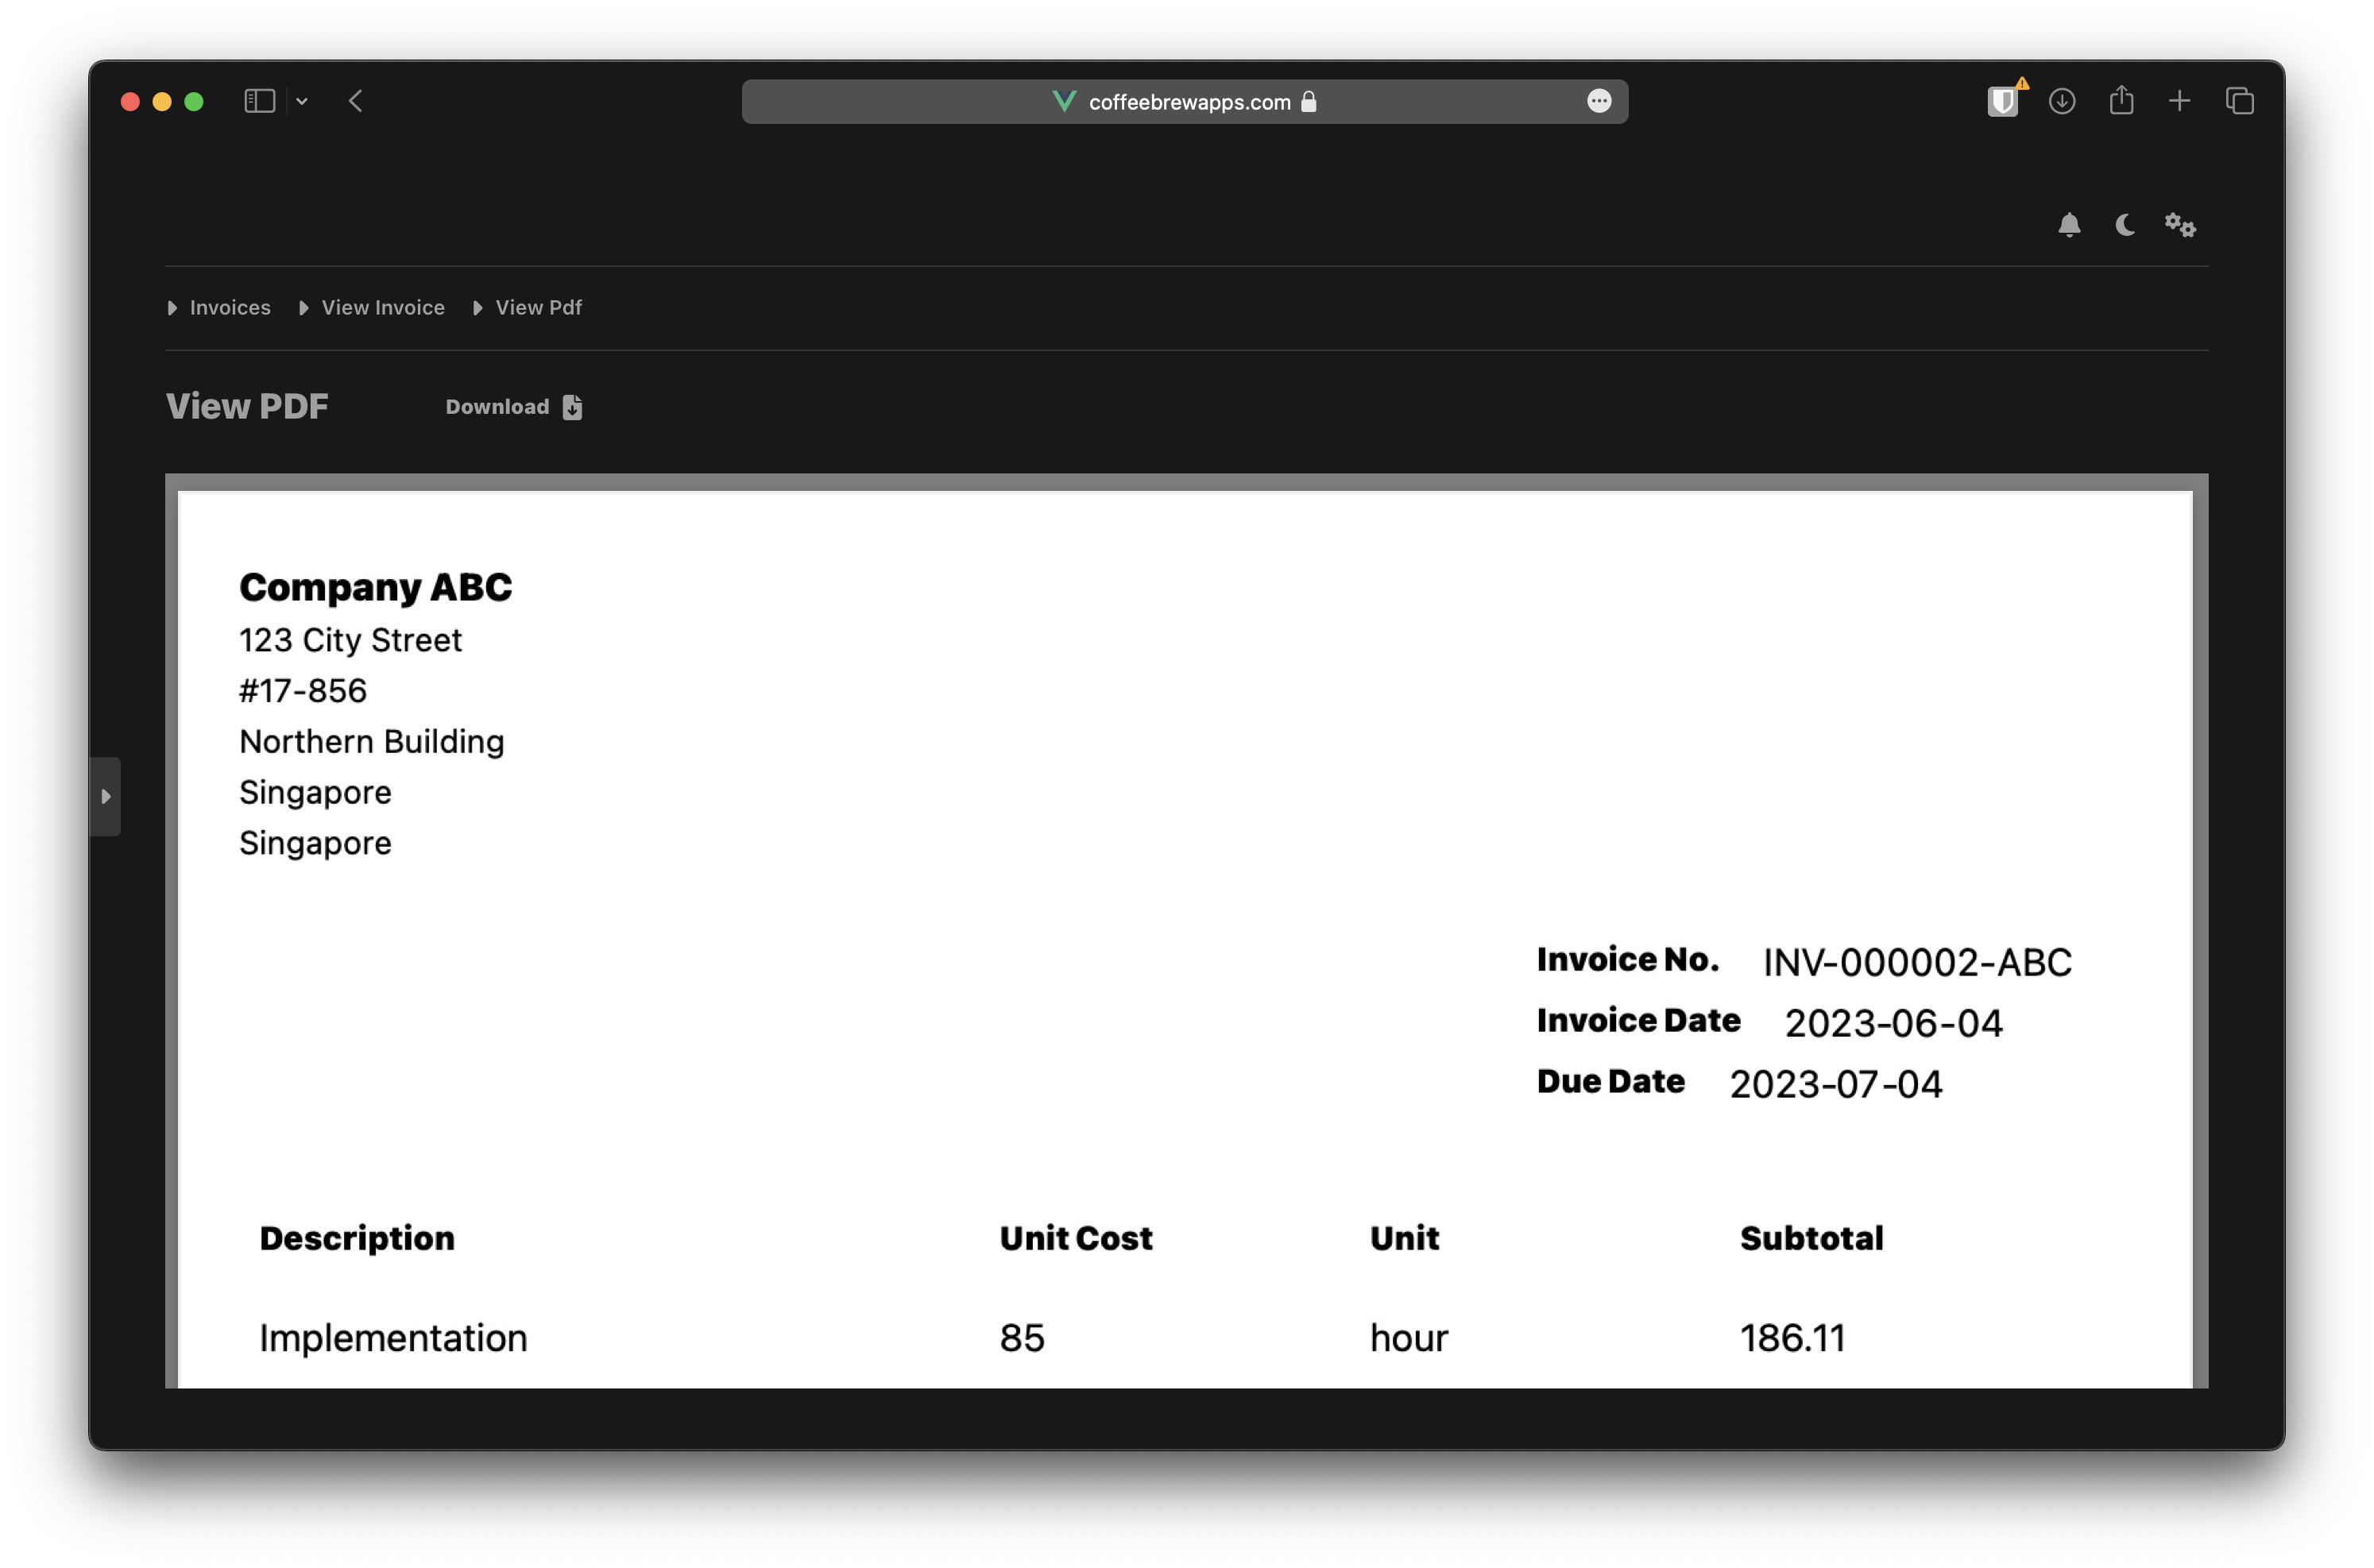 coffeebrewapps.com
Invoices View Invoice View Pdf
View PDF Download
Company ABC
123 City Street
#17-856
Northern Building
Singapore
Singapore
Invoice No. INV-000002-ABC
Invoice Date 2023-06-04
Due Date 2023-07-04
Description Unit Cost Unit Subtotal
Implementation 85 hour 186.11